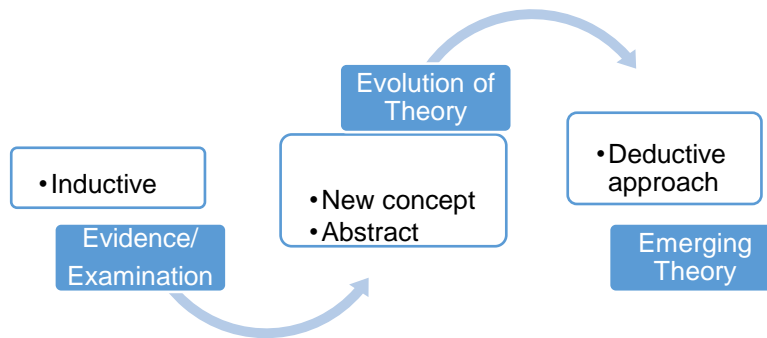 •Inductive
Evidence/
Examination
Evolution of
Theory
•New concept
•Abstract
•Deductive
approach
Emerging
Theory